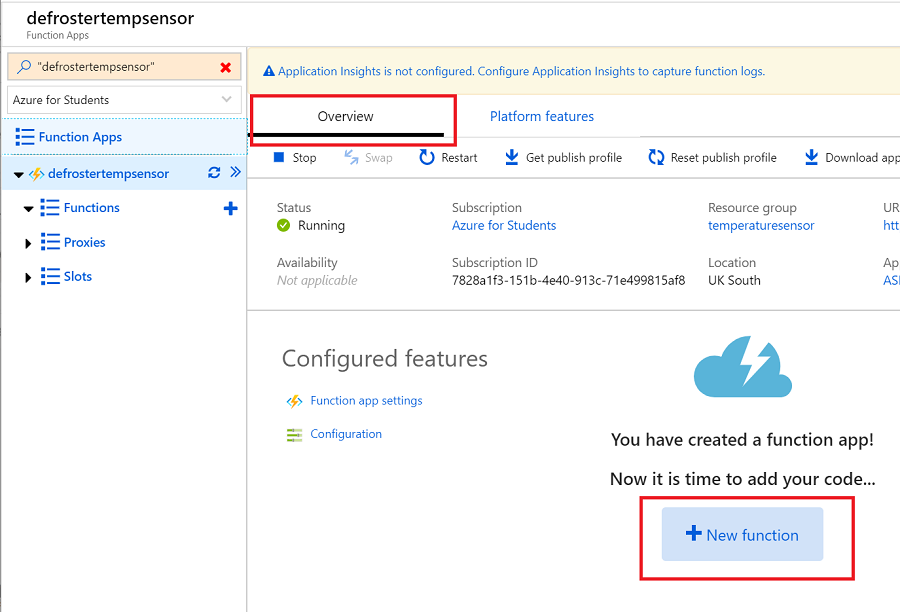 defrostertempsensor
Function Apps
"defrostertempsensor"
Azure for Students
Function Apps
defrostertempsensor
Functions
Proxies
Slots
Application Insights is not configured. Configure Application Insights to capture function logs.
Overview
Platform features
Stop
Swap
Restart
Get publish profile
Reset publish profile
Download app
Status
Subscription
Resource group
UR
Running
Azure for Students
temperaturesensor
htt
Availability
Subscription ID
Location
Ap
Not applicable
7828a1f3-151b-4e40-913c-71e499815af8
UK South
ASI
Configured features
Function app settings
Configuration
You have created a function app!
Now it is time to add your code...
New function